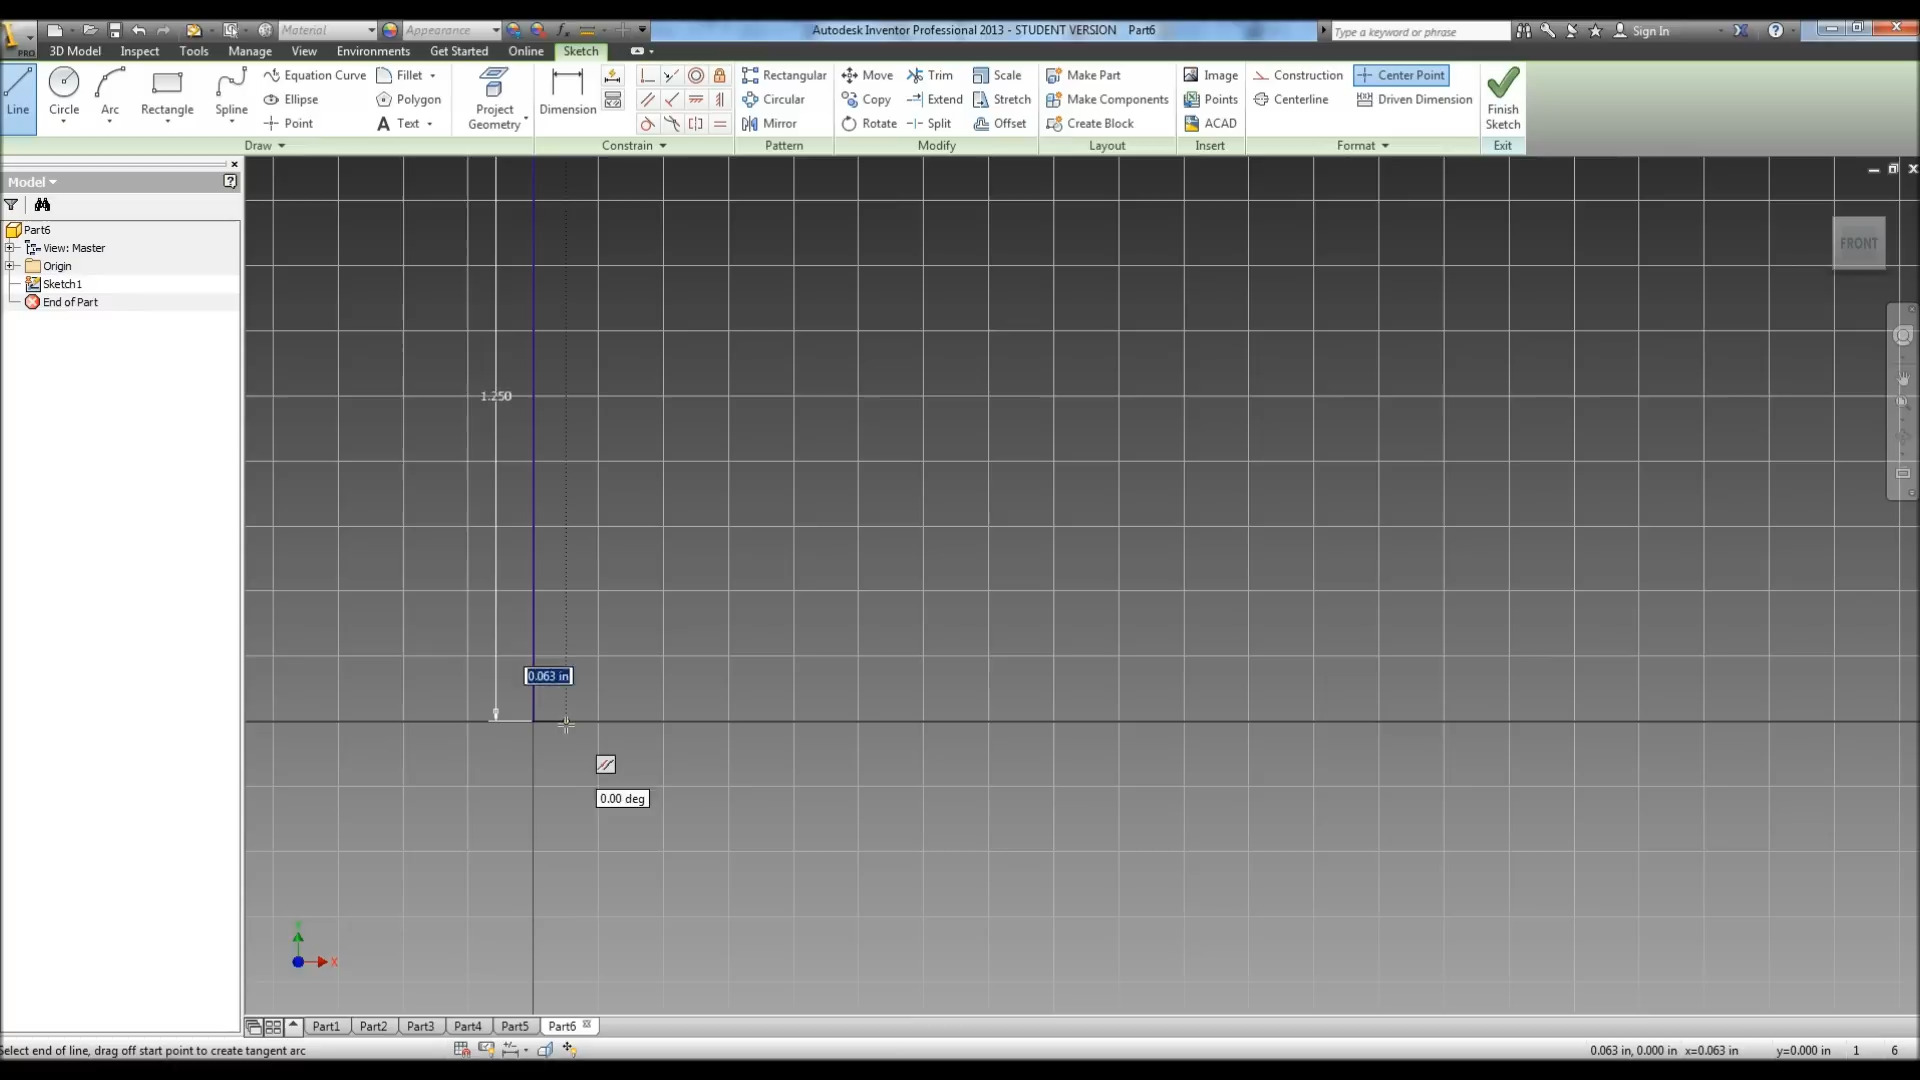 Material
Appearance
Autodesk Inventor Professional 2013 - STUDENT VERSION Part6
Type a keyword or phrase
Sign In
PRO
3D Model Inspect Tools Manage View Environments Get Started Online Sketch
Line
Circle
Arc
Rectangle
Spline
Equation Curve
Ellipse
Point
Fillet
Polygon
Text
Project Geometry
Dimension
Rectangular
Circular
Mirror
Move
Copy
Rotate
Trim
Extend
Split
Scale
Stretch
Offset
Make Part
Make Components
Create Block
Image
Points
ACAD
Construction
Centerline
Center Point
Driven Dimension
Finish Sketch
Draw
Constrain
Pattern
Modify
Layout
Insert
Format
Exit
Model
Part6
View: Master
Origin
Sketch1
End of Part
FRONT
1.250
0.063 in
0.00 deg
X
Part1 Part2 Part3 Part4 Part5 Part6
Select end of line, drag off start point to create tangent arc
0.063 in, 0.000 in x=0.063 in y=0.000 in 1 6